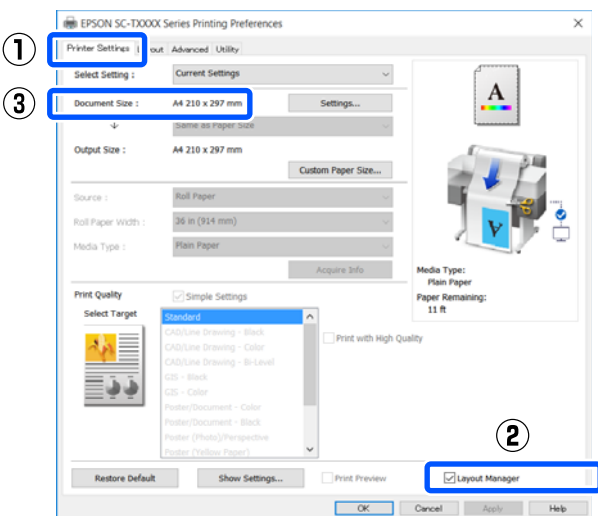 EPSON SC-TXXXX Series Printing Preferences
① Printer Settings Layout Advanced Utility
Select Setting : Current Settings
③ Document Size : A4 210 x 297 mm Settings...
Same as Paper Size
Output Size : A4 210 x 297 mm
Custom Paper Size...
Source : Roll Paper
Roll Paper Width : 36 in (914 mm)
Media Type : Plain Paper
Acquire Info
A
A
Media Type:
Plain Paper
Paper Remaining:
11 ft
Print Quality Simple Settings
Select Target
Standard
CAD/Line Drawing - Black
CAD/Line Drawing - Color
CAD/Line Drawing - Bi-Level
GIS - Black
GIS - Color
Poster/Document - Color
Poster/Document - Black
Poster (Photo)/Perspective
Poster (Yellow Paper)
Print with High Quality
②
Restore Default Show Settings... Print Preview Layout Manager
OK Cancel Apply Help